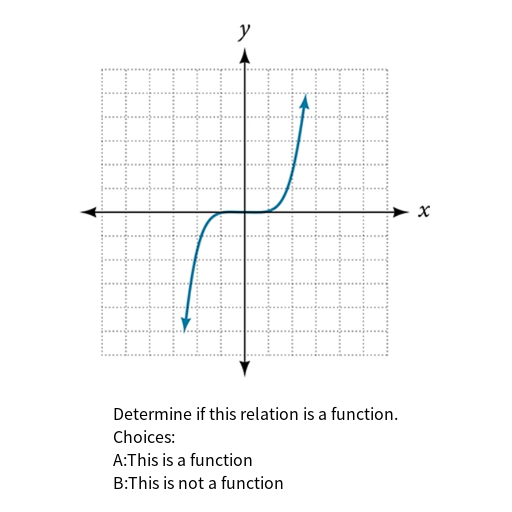 y
x
Determine if this relation is a function.
Choices:
A:This is a function
B:This is not a function